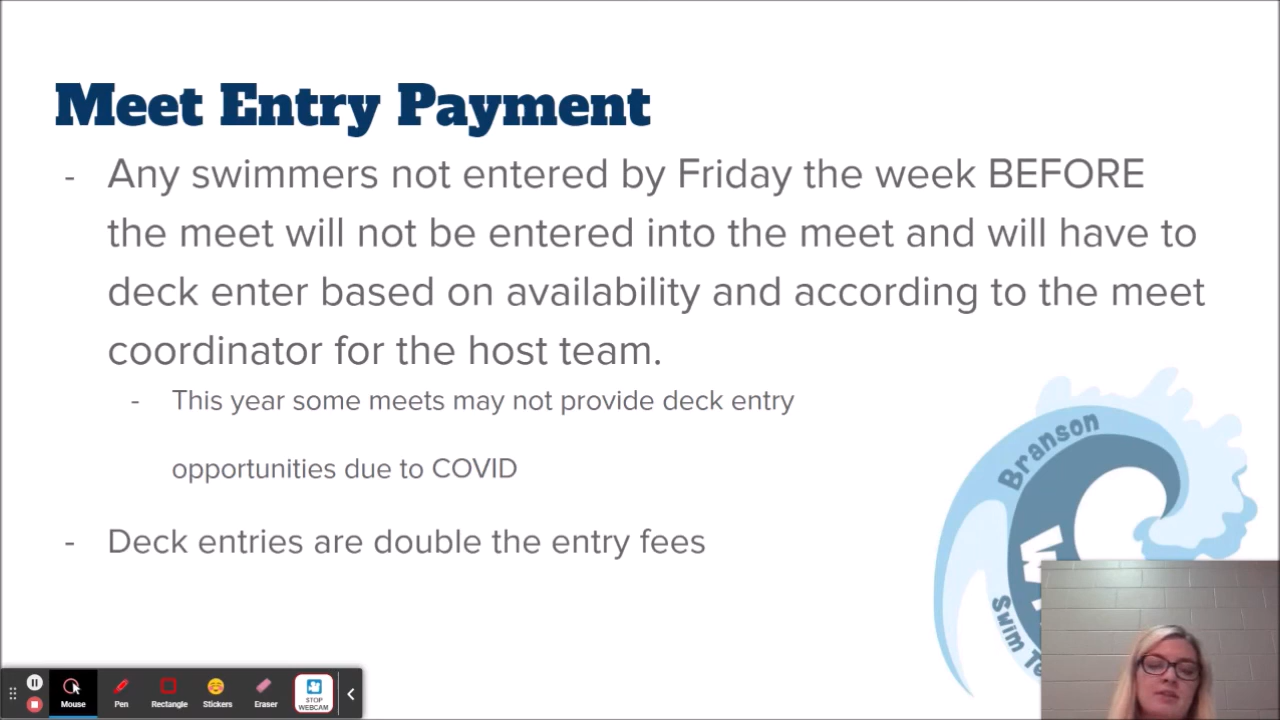 Meet Entry Payment
- Any swimmers not entered by Friday the week BEFORE
the meet will not be entered into the meet and will have to
deck enter based on availability and according to the meet
coordinator for the host team.
- This year some meets may not provide deck entry
opportunities due to COVID
- Deck entries are double the entry fees
Branson
Swim
Mouse
Pen
Rectangle
Stickers
Eraser
STOP
WEBCAM